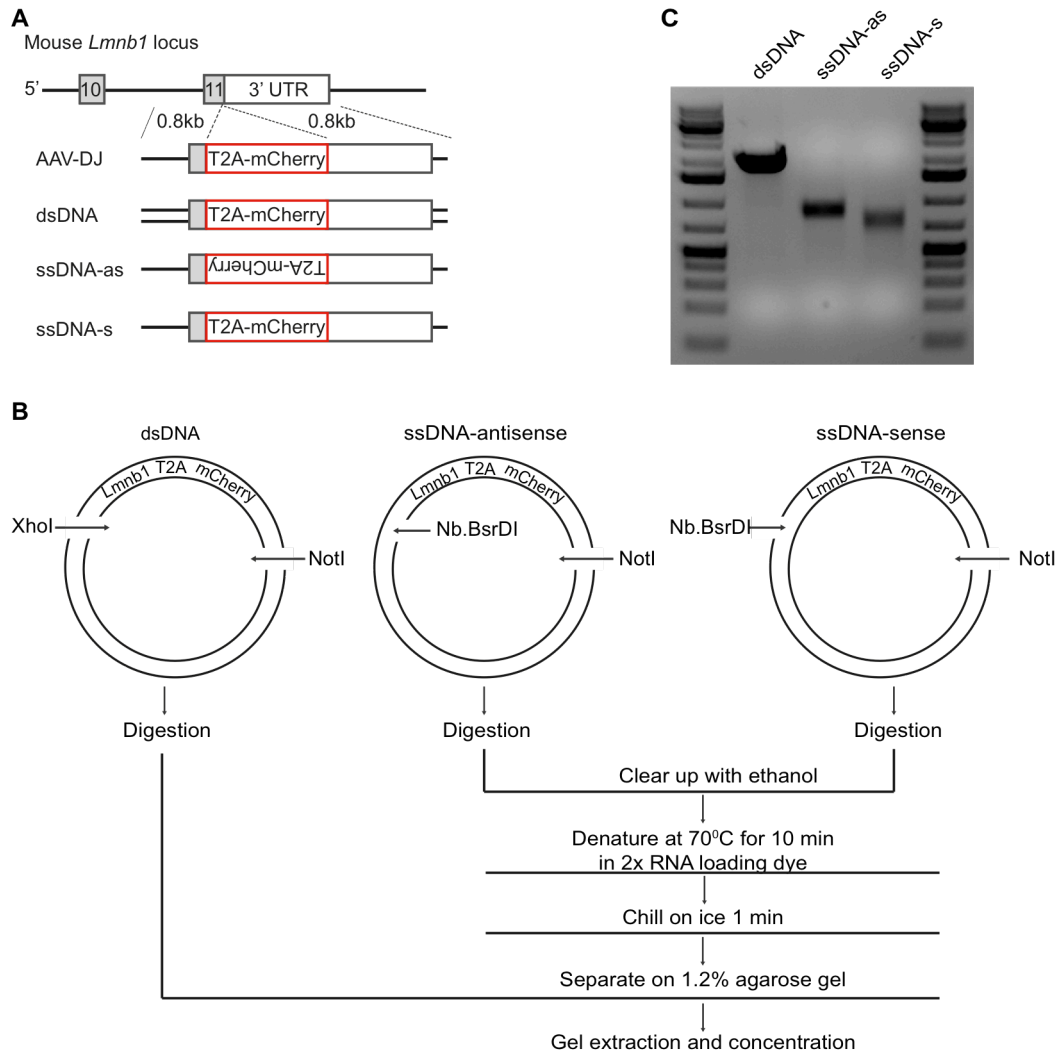 A
Mouse Lmnb1 locus
5’ 10 11 3’ UTR
0.8kb 0.8kb
AAV-DJ T2A-mCherry
dsDNA T2A-mCherry
ssDNA-as T2A-mCherry
ssDNA-s T2A-mCherry
C
dsDNA
ssDNA-as
ssDNA-s
B
dsDNA ssDNA-antisense ssDNA-sense
Lmnb1 T2A mCherry Lmnb1 T2A mCherry Lmnb1 T2A mCherry
XhoI Nb.BsrDI Nb.BsrDI
NotI NotI NotI
Digestion Digestion Digestion
Clear up with ethanol
Denature at 70⁰C for 10 min
in 2x RNA loading dye
Chill on ice 1 min
Separate on 1.2% agarose gel
Gel extraction and concentration